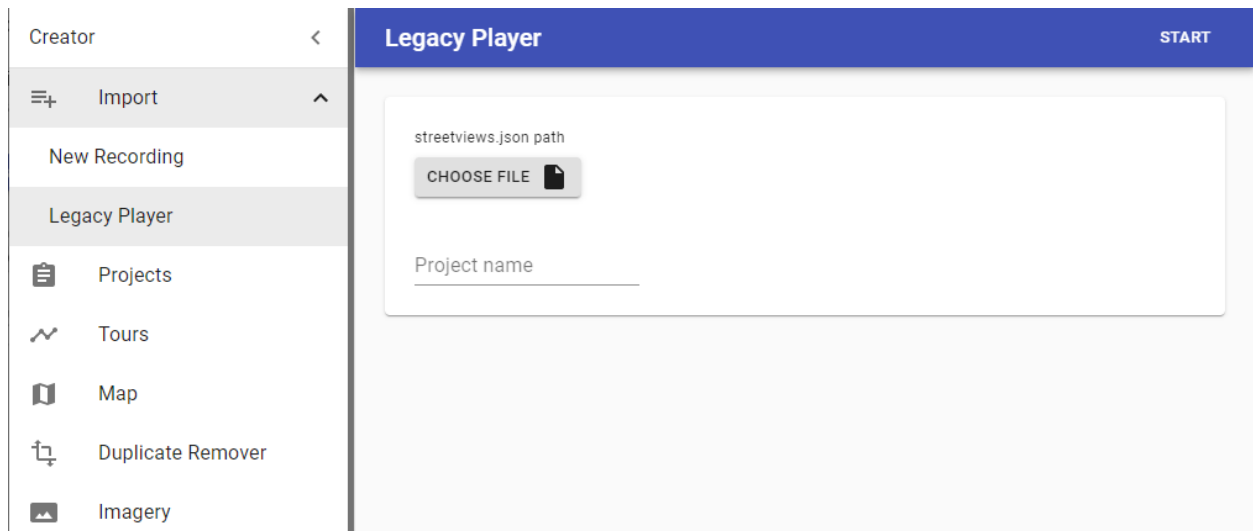 Creator
Import
New Recording
Legacy Player
Projects
Tours
Map
Duplicate Remover
Imagery
Legacy Player
START
streetviews.json path
CHOOSE FILE
Project name